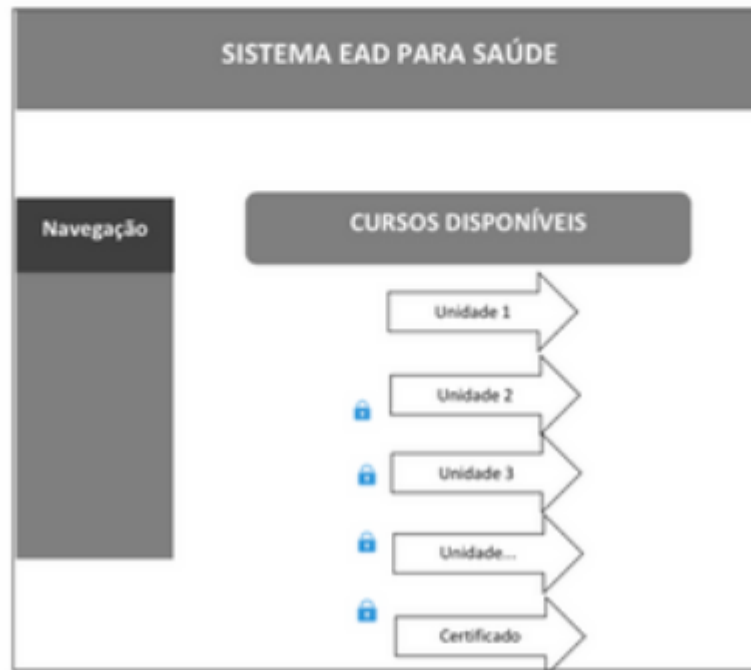 SISTEMA EAD PARA SAÚDE
Navegação
CURSOS DISPONÍVEIS
Unidade 1
Unidade 2
Unidade 3
Unidade...
Certificado